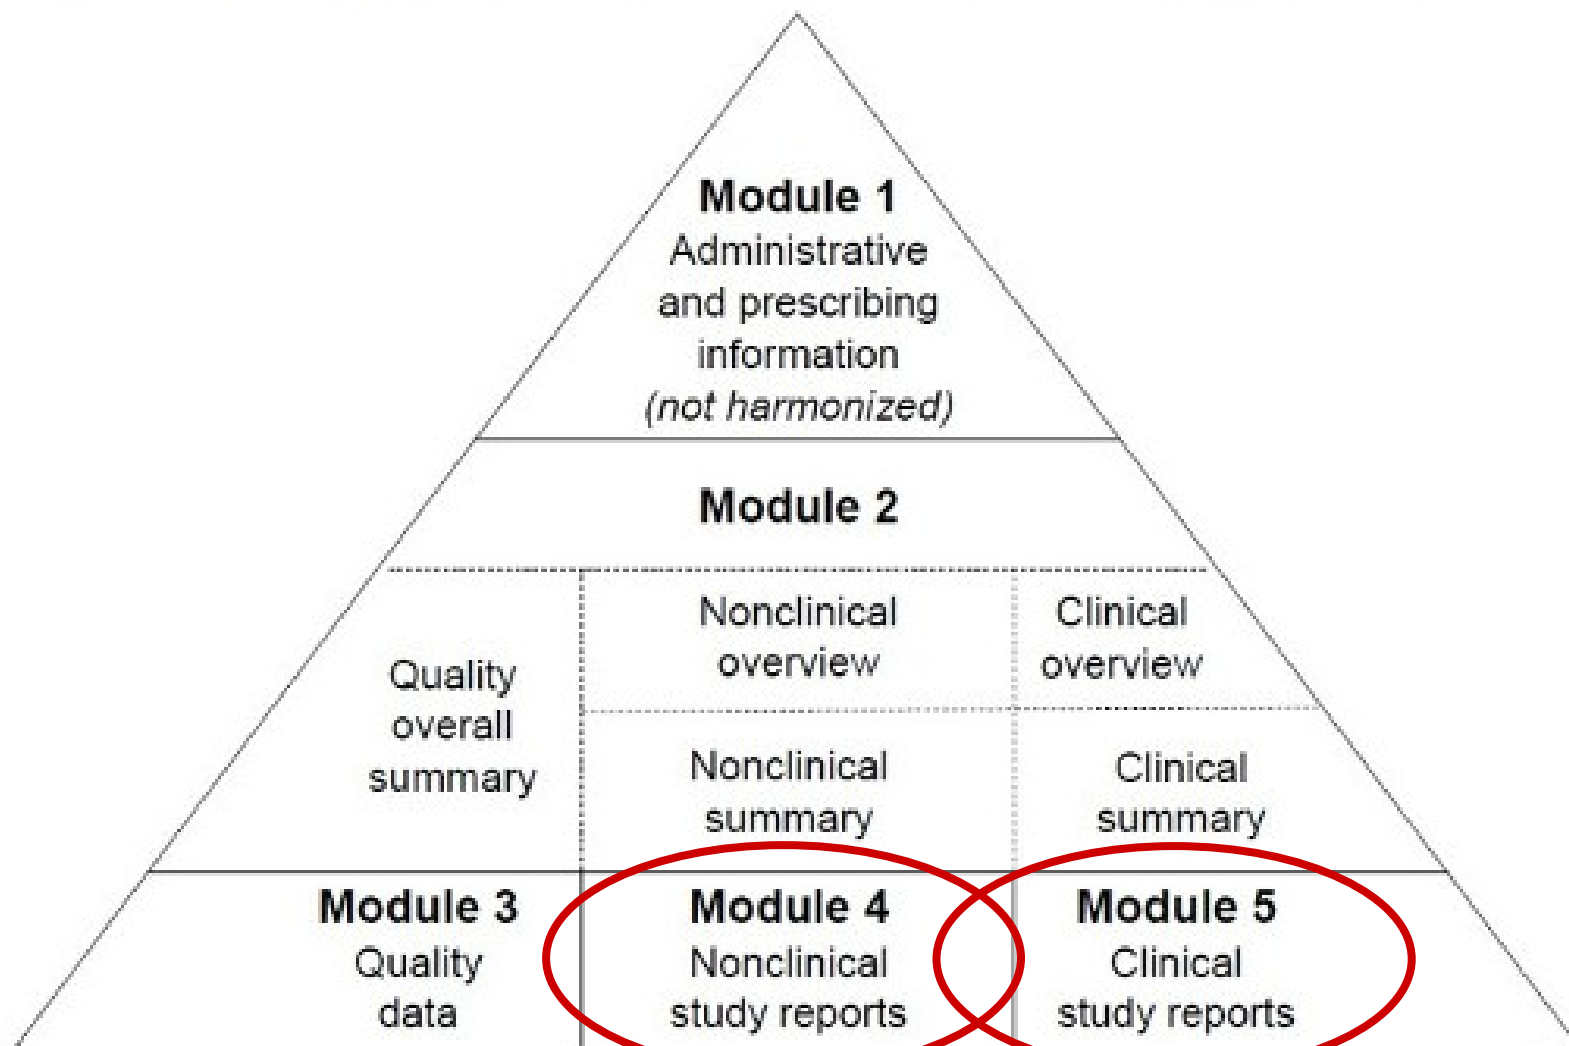 Module 1
Administrative
and prescribing
information
(not harmonized)
Module 2
Quality
overall
summary
Nonclinical
overview
Clinical
overview
Nonclinical
summary
Clinical
summary
Module 3
Quality
data
Module 4
Nonclinical
study reports
Module 5
Clinical
study reports